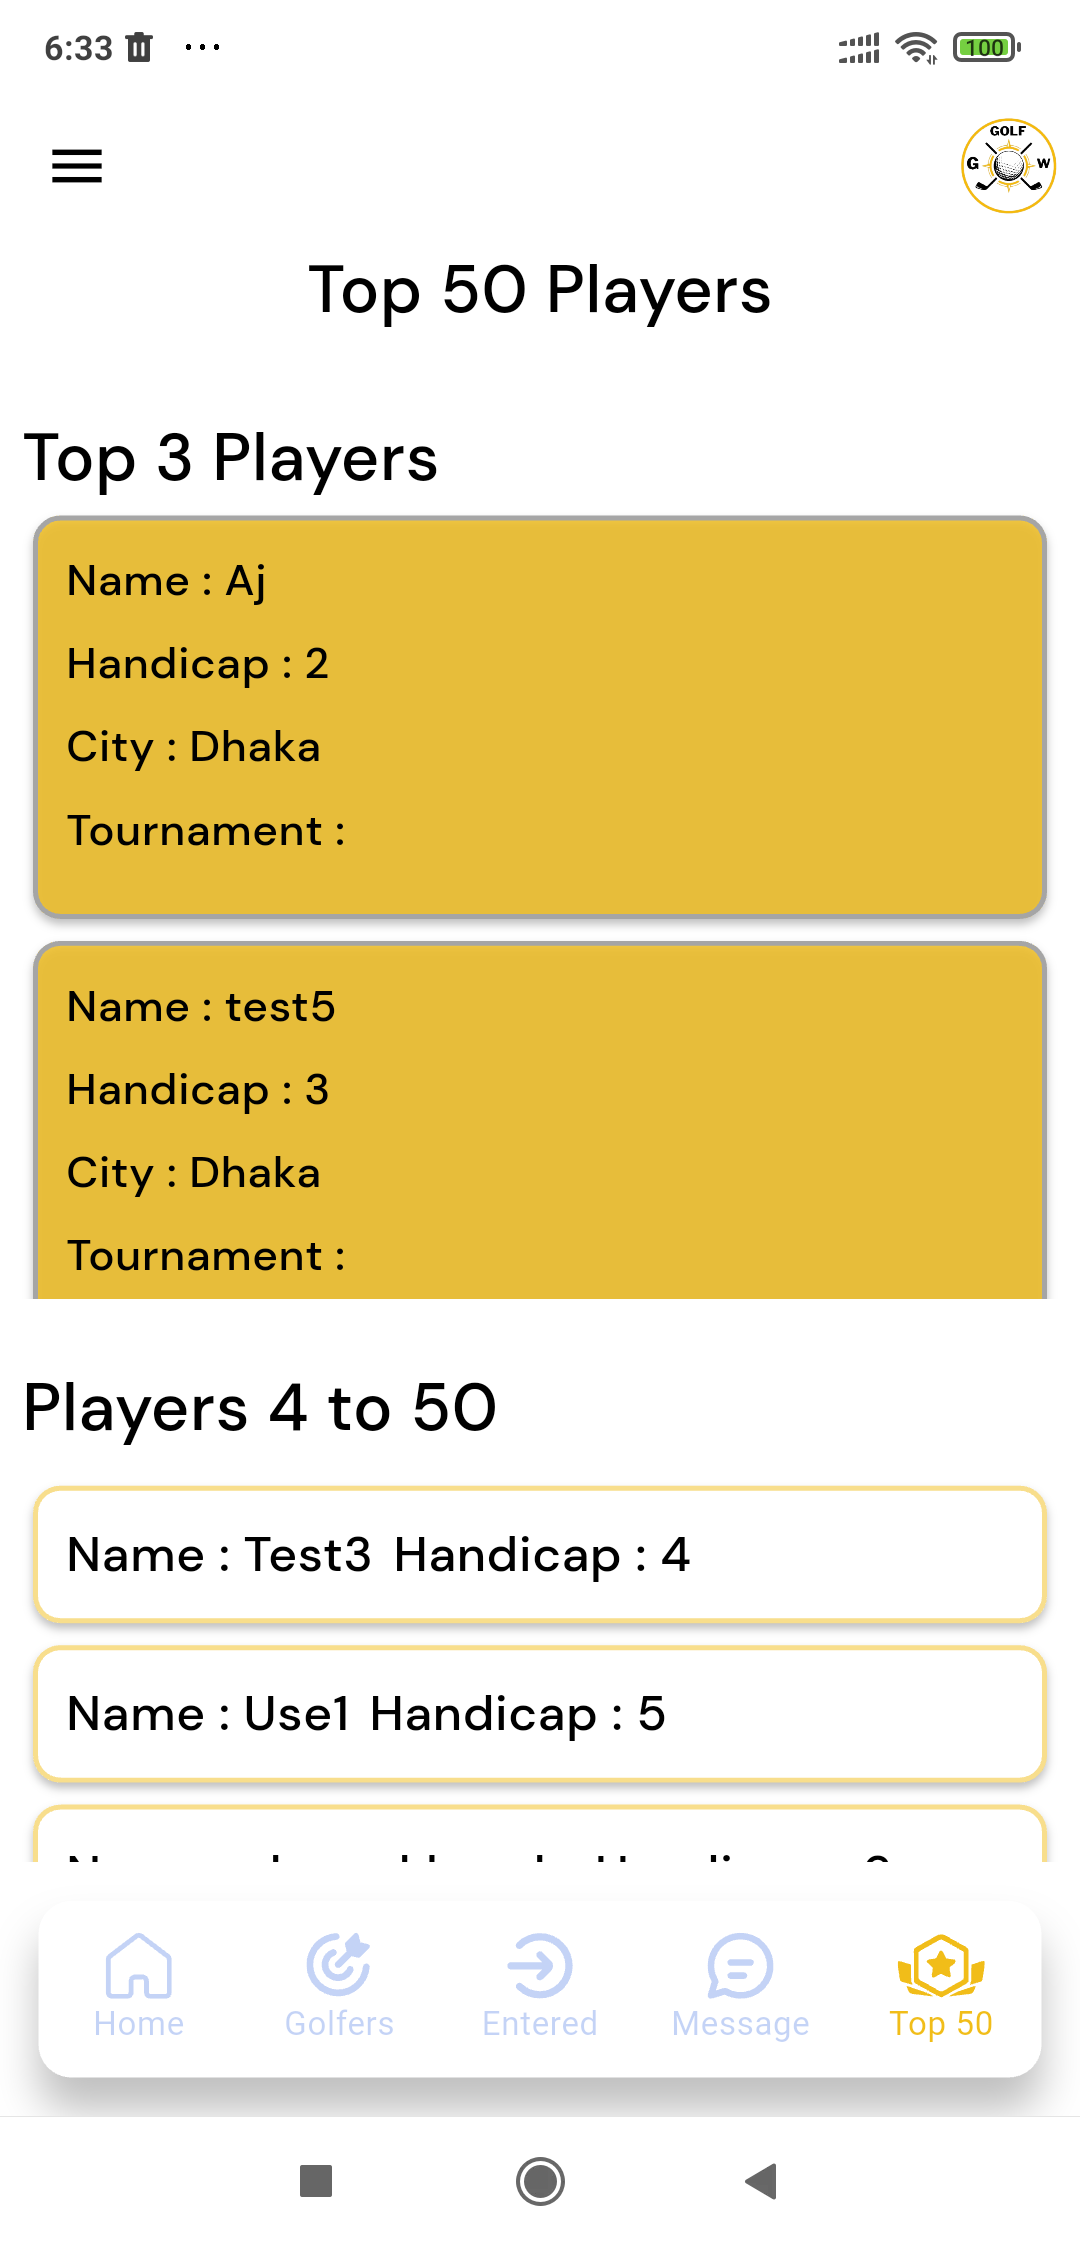 6:33
100
GOLF
G W
Top 50 Players
Top 3 Players
Name : Aj
Handicap : 2
City : Dhaka
Tournament :
Name : test5
Handicap : 3
City : Dhaka
Tournament :
Players 4 to 50
Name : Test3 Handicap : 4
Name : Use1 Handicap : 5
Home Golfers Entered Message Top 50